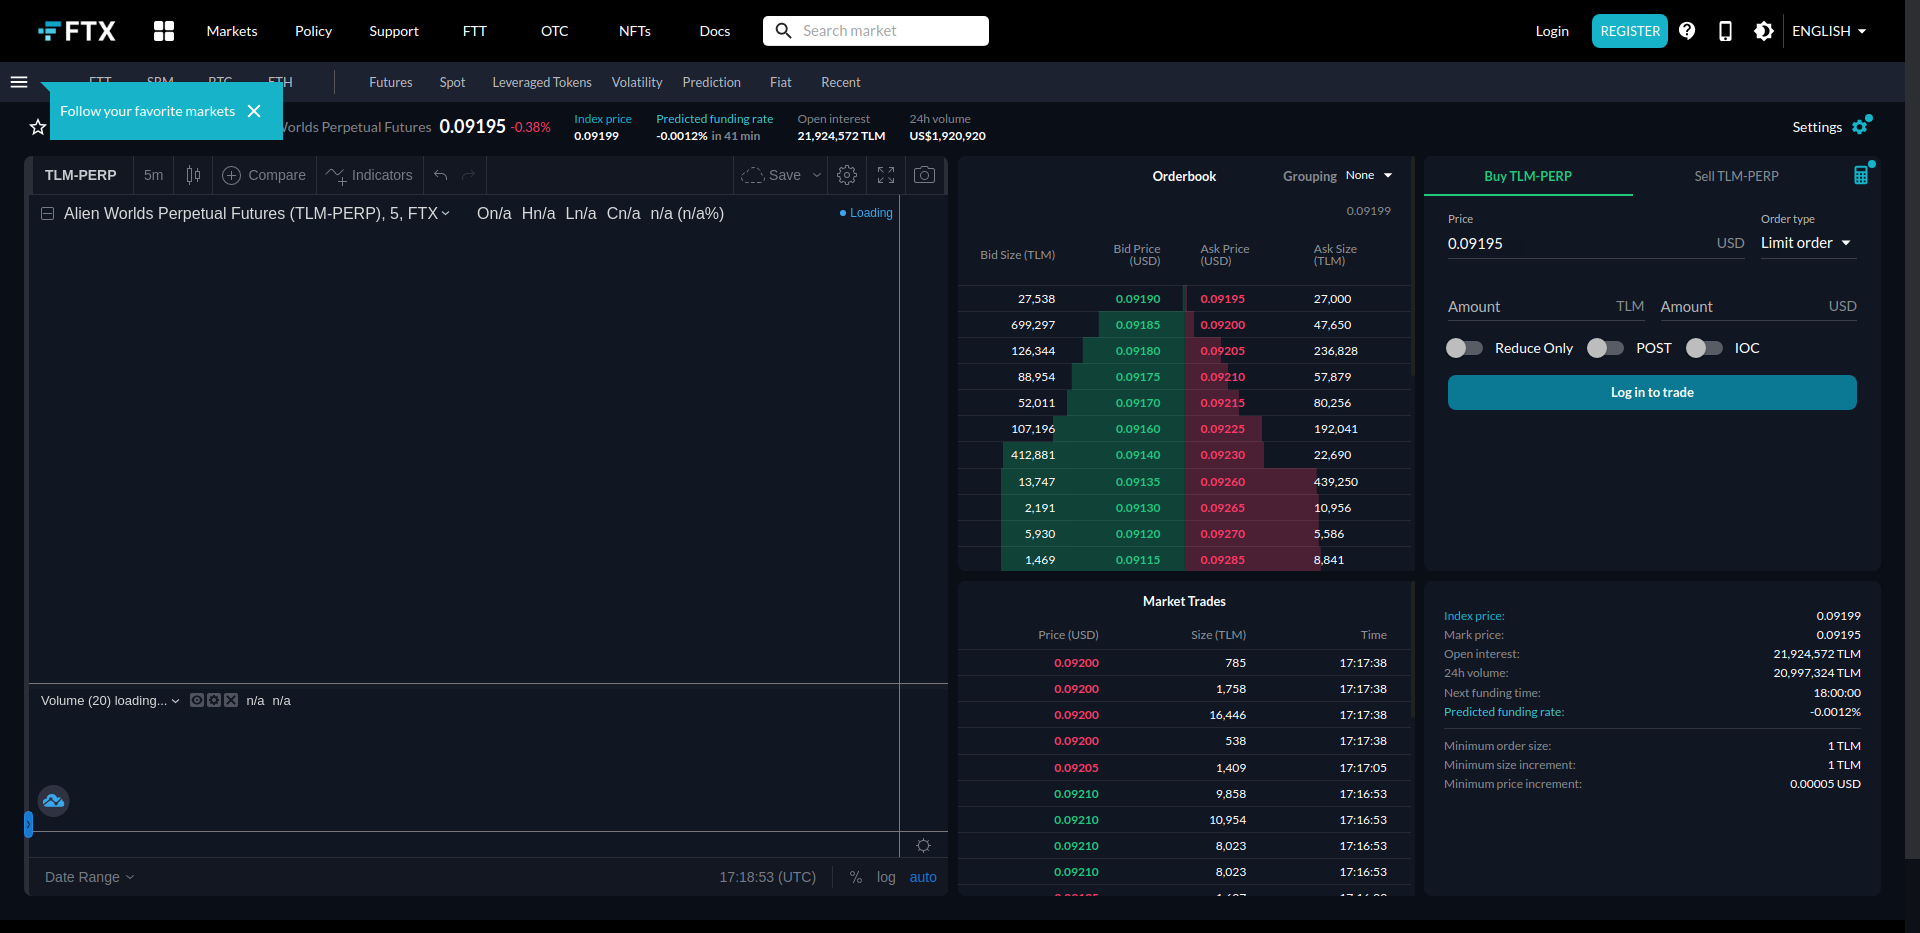 FTX Markets Policy Support FTT OTC NFTs Docs Search market Login REGISTER ENGLISH
Futures Spot Leveraged Tokens Volatility Prediction Fiat Recent
Follow your favorite markets
Worlds Perpetual Futures 0.09195 -0.38%
Index price
0.09199
Predicted funding rate
-0.0012% in 41 min
Open interest
21,924,572 TLM
24h volume
US$1,920,920
Settings
TLM-PERP 5m Compare Indicators Save
Alien Worlds Perpetual Futures (TLM-PERP), 5, FTX On/a Hn/a Ln/a Cn/a n/a (n/a%) Loading
Volume (20) loading... n/a n/a
Date Range 17:18:53 (UTC) % log auto
Orderbook Grouping None
0.09199
Bid Size (TLM) Bid Price (USD) Ask Price (USD) Ask Size (TLM)
27,538 0.09190 0.09195 27,000
699,297 0.09185 0.09200 47,650
126,344 0.09180 0.09205 236,828
88,954 0.09175 0.09210 57,879
52,011 0.09170 0.09215 80,256
107,196 0.09160 0.09225 192,041
412,881 0.09140 0.09230 22,690
13,747 0.09135 0.09260 439,250
2,191 0.09130 0.09265 10,956
5,930 0.09120 0.09270 5,586
1,469 0.09115 0.09285 8,841
Market Trades
Price (USD) Size (TLM) Time
0.09200 785 17:17:38
0.09200 1,758 17:17:38
0.09200 16,446 17:17:38
0.09200 538 17:17:38
0.09205 1,409 17:17:05
0.09210 9,858 17:16:53
0.09210 10,954 17:16:53
0.09210 8,023 17:16:53
0.09210 8,023 17:16:53
Buy TLM-PERP Sell TLM-PERP
Price Order type
0.09195 USD Limit order
Amount TLM Amount USD
Reduce Only POST IOC
Log in to trade
Index price: 0.09199
Mark price: 0.09195
Open interest: 21,924,572 TLM
24h volume: 20,997,324 TLM
Next funding time: 18:00:00
Predicted funding rate: -0.0012%
Minimum order size: 1 TLM
Minimum size increment: 1 TLM
Minimum price increment: 0.00005 USD